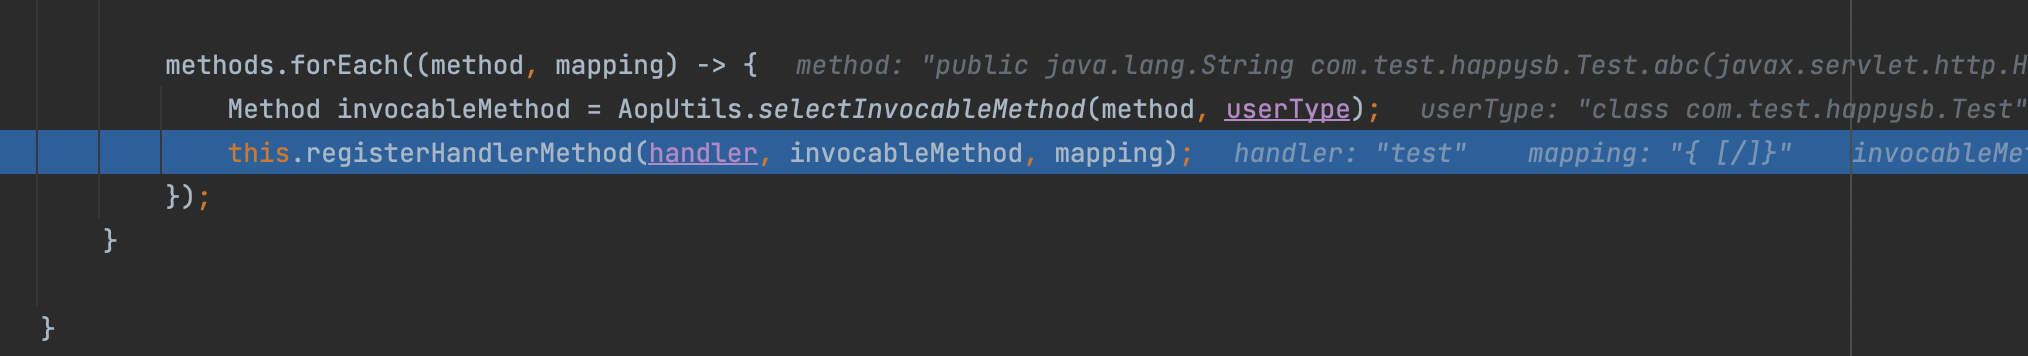 methods.forEach((method, mapping) -> { method: "public java.lang.String com.test.happysb.Test.abc(javax.servlet.http.H
Method invocableMethod = AopUtils.selectInvocableMethod(method, userType); userType: "class com.test.happysb.Test"
this.registerHandlerMethod(handler, invocableMethod, mapping); handler: "test" mapping: "{ [/]}" invocableMet
});
}
}